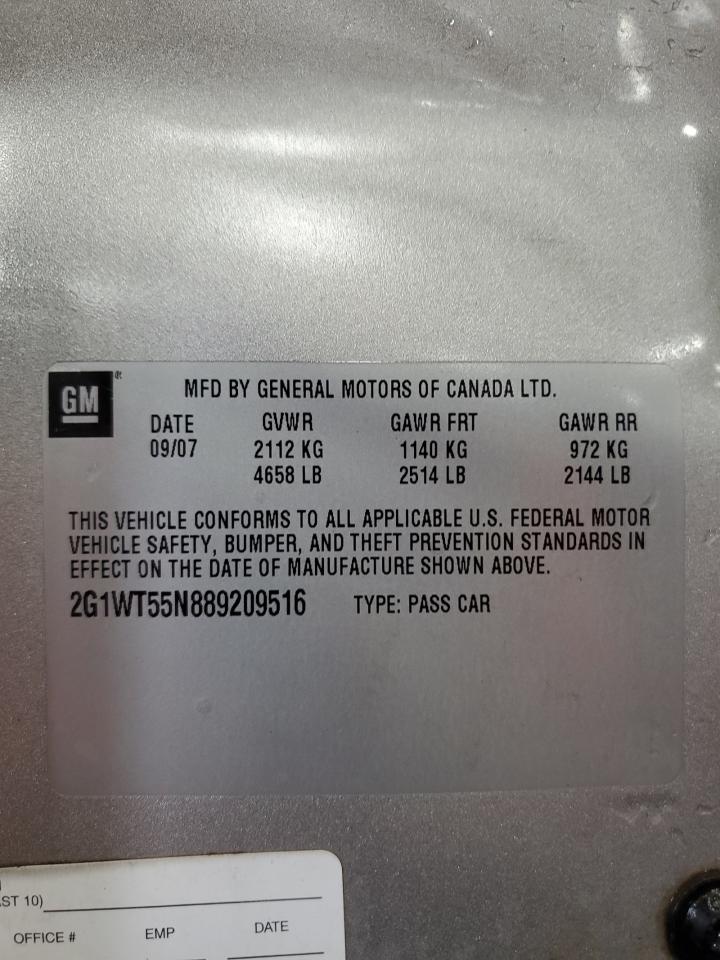 GM®
MFD BY GENERAL MOTORS OF CANADA LTD.
DATE GVWR GAWR FRT GAWR RR
09/07 2112 KG 1140 KG 972 KG
4658 LB 2514 LB 2144 LB
THIS VEHICLE CONFORMS TO ALL APPLICABLE U.S. FEDERAL MOTOR
VEHICLE SAFETY, BUMPER, AND THEFT PREVENTION STANDARDS IN
EFFECT ON THE DATE OF MANUFACTURE SHOWN ABOVE.
2G1WT55N889209516 TYPE: PASS CAR
AST 10)
OFFICE # EMP DATE